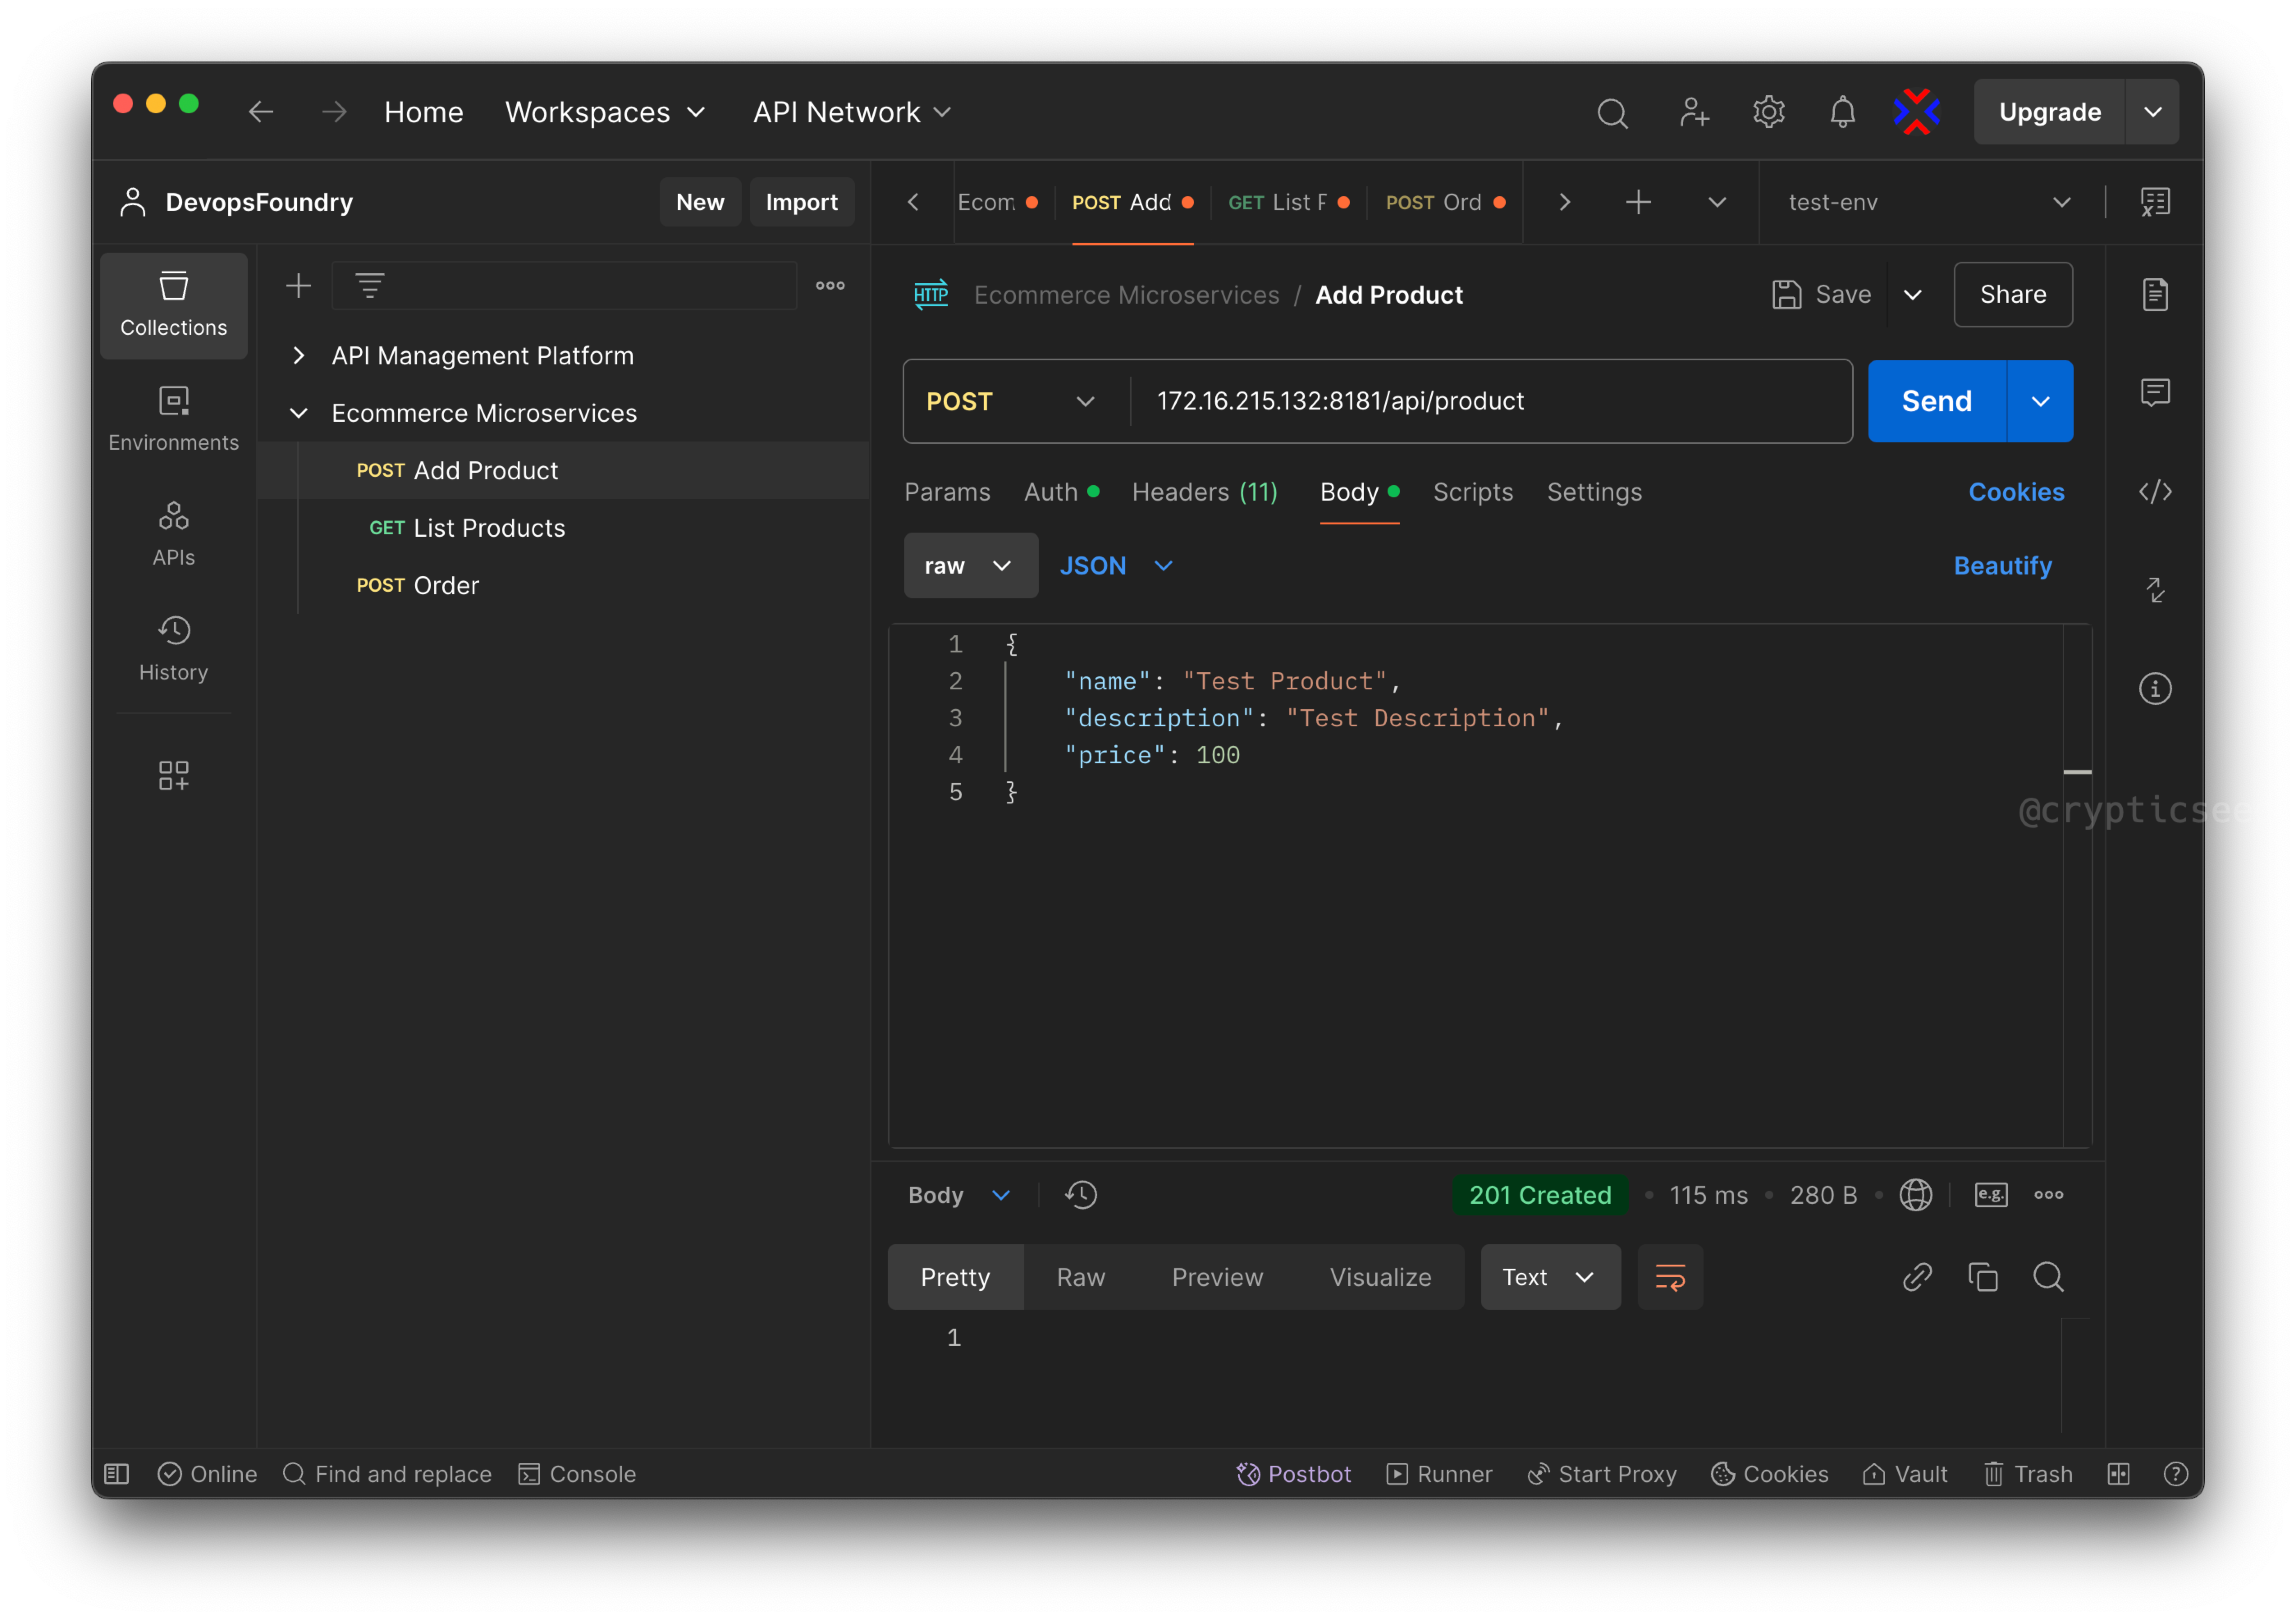 Home Workspaces API Network Upgrade
DevopsFoundry New Import
Ecom POST Add GET List POST Ord test-env
Collections
Environments
APIs
History
API Management Platform
Ecommerce Microservices
POST Add Product
GET List Products
POST Order
HTTP Ecommerce Microservices / Add Product Save Share
POST 172.16.215.132:8181/api/product Send
Params Auth Headers (11) Body Scripts Settings Cookies
raw JSON Beautify
1 {
2 "name": "Test Product",
3 "description": "Test Description",
4 "price": 100
5 }
@crypticsee
Body 201 Created 115 ms 280 B e.g.
Pretty Raw Preview Visualize Text
1
Online Find and replace Console Postbot Runner Start Proxy Cookies Vault Trash